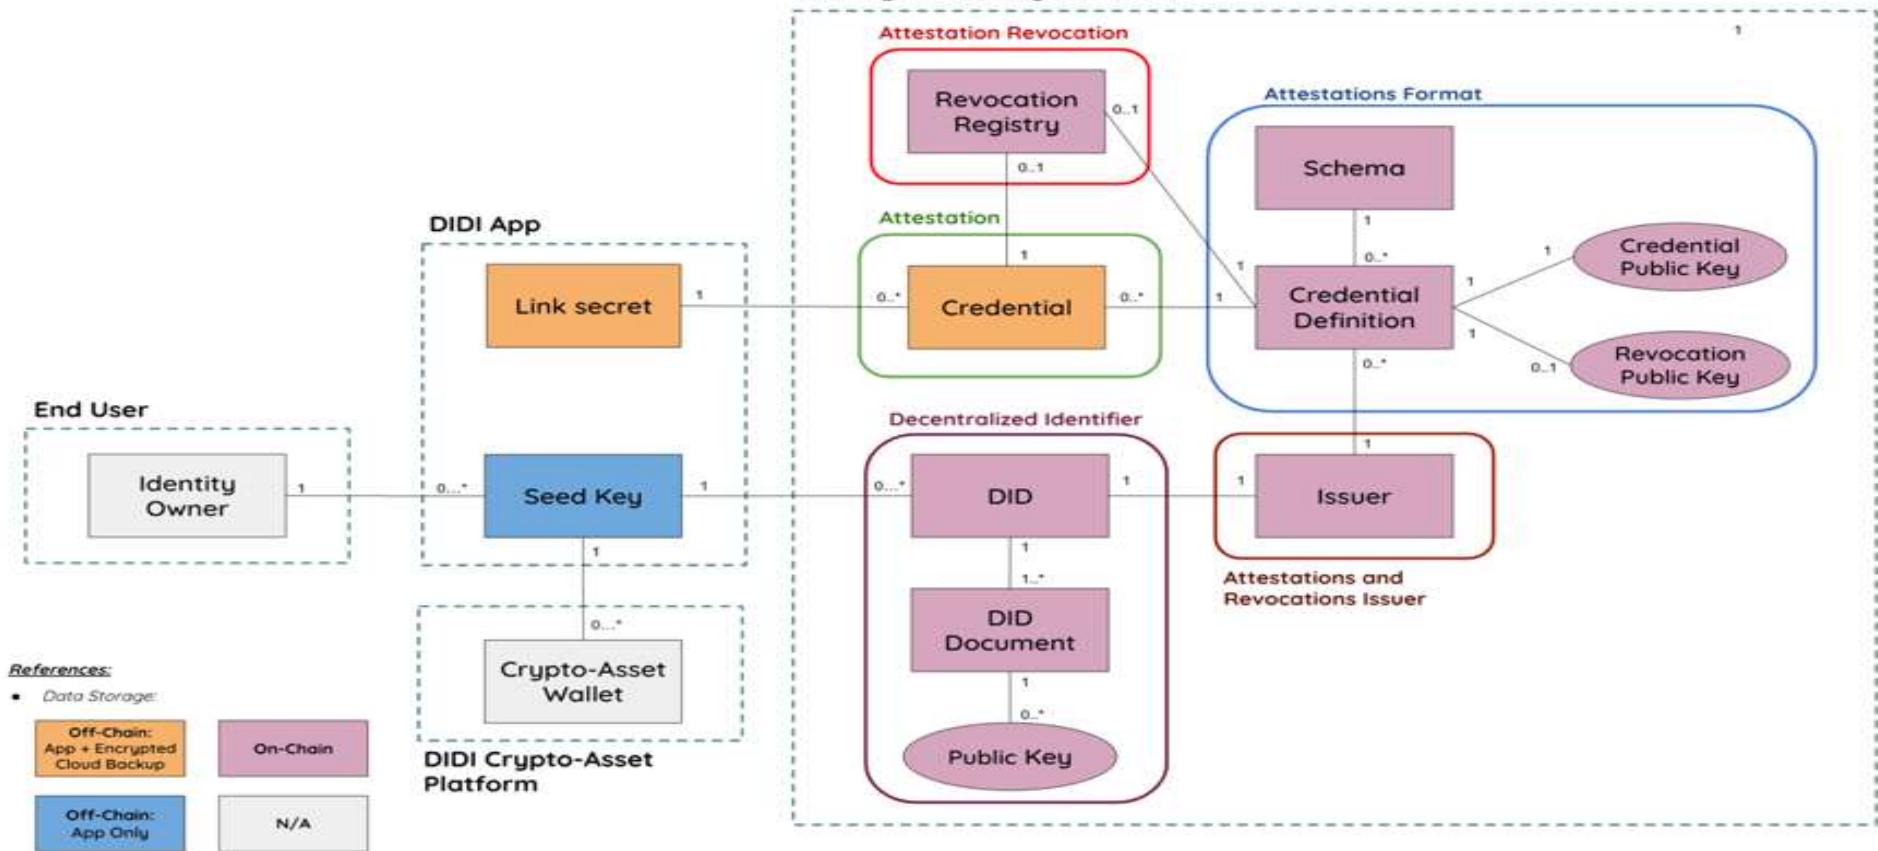 1
Attestation Revocation
Revocation
Registry
0..1
0..1
Attestations Format
Schema
1
0..*
Credential
Public Key
1
1
Attestation
1
Credential
0..*
0..*
1
1
Credential
Definition
1
Revocation
Public Key
0..1
0..*
DIDI App
Link secret
1
End User
Identity
Owner
1
0...*
Seed Key
1
1
0...*
Crypto-Asset
Wallet
DIDI Crypto-Asset
Platform
Decentralized Identifier
0...*
DID
1
1
1..*
DID
Document
1
0..*
Public Key
1
1
Issuer
Attestations and
Revocations Issuer
References:
• Data Storage:
Off-Chain:
App + Encrypted
Cloud Backup
On-Chain
Off-Chain:
App Only
N/A